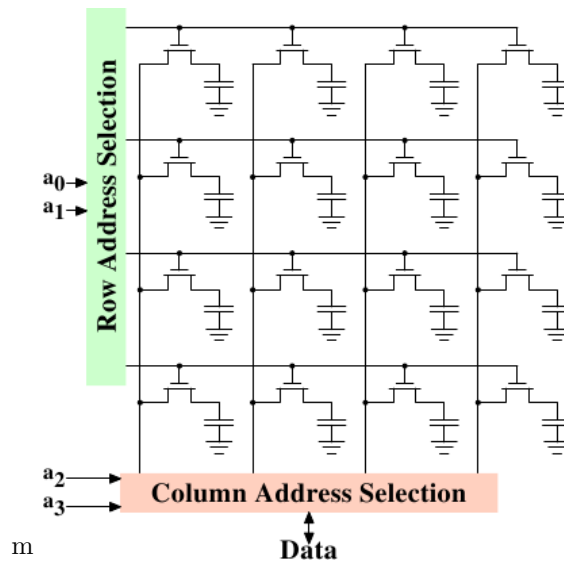 Row Address Selection
a0
a1
a2
a3
Column Address Selection
m
Data